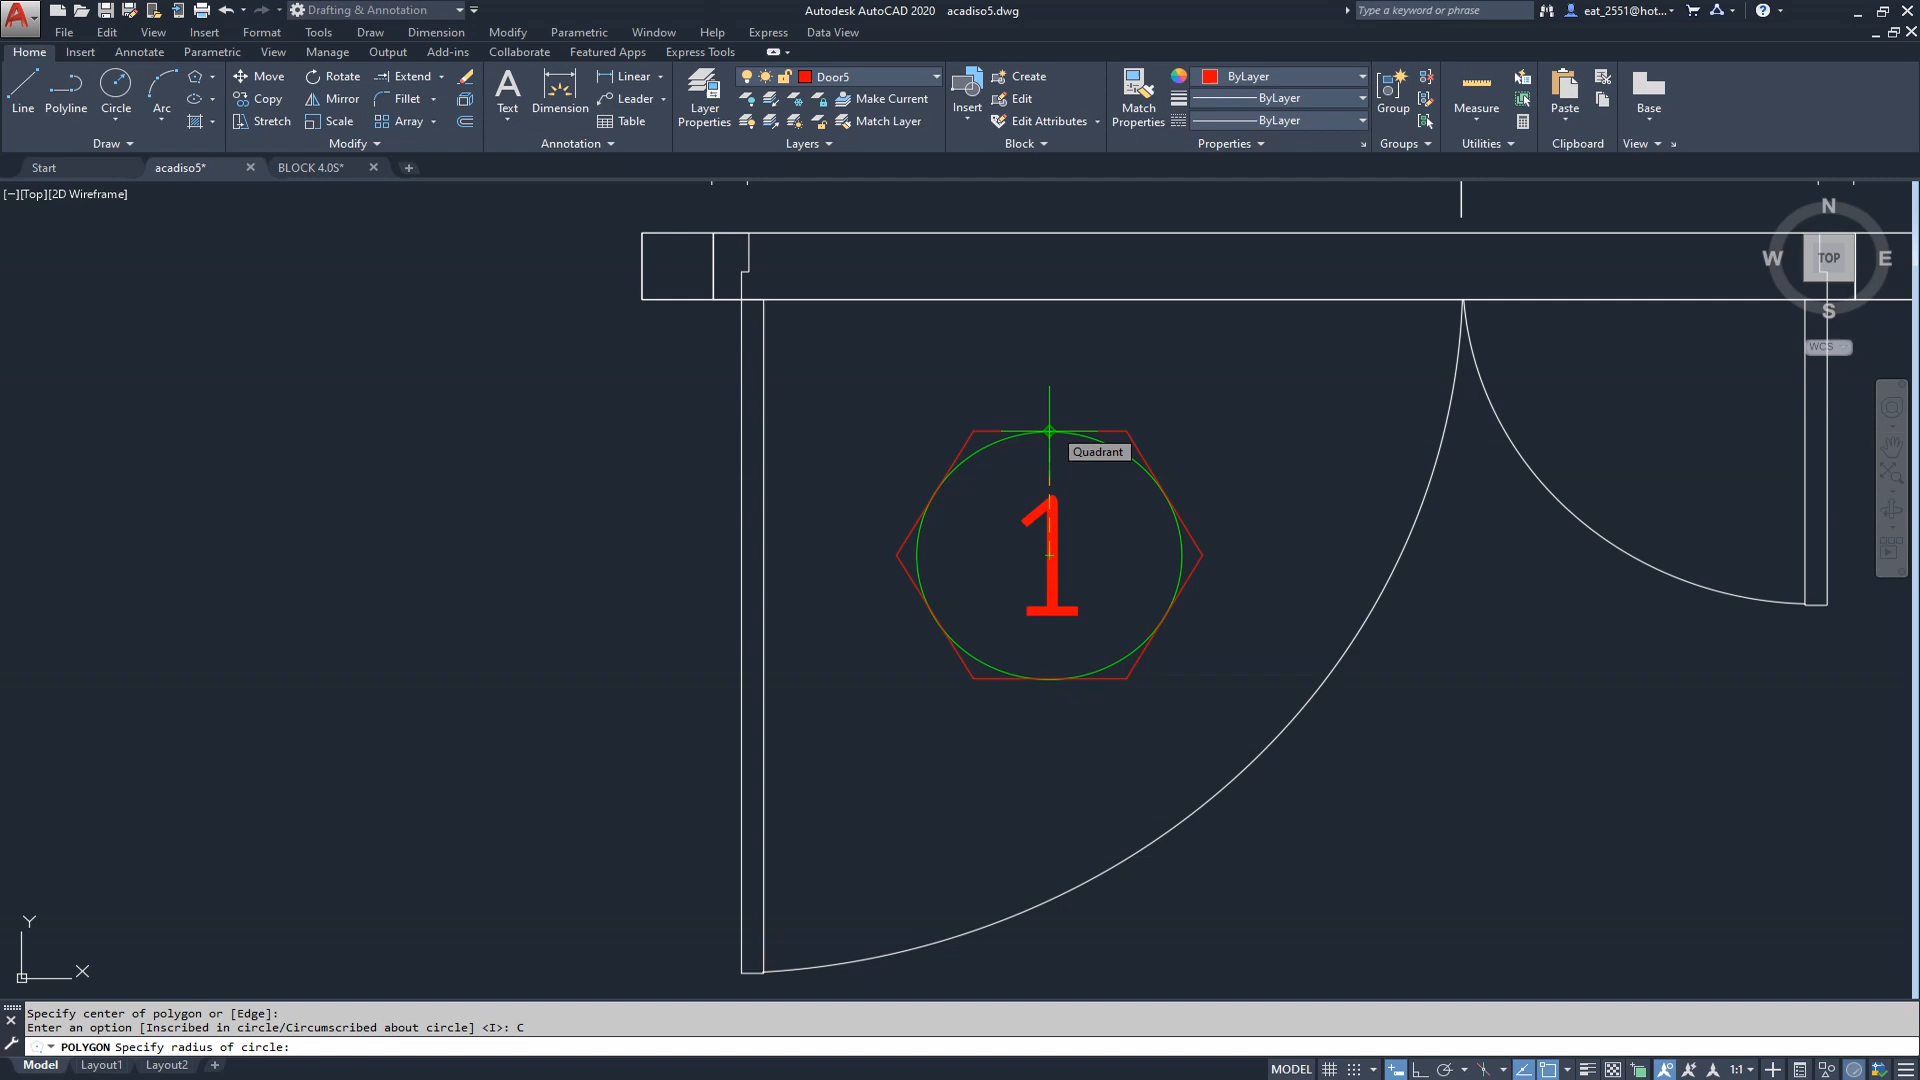 A Drafting & Annotation Autodesk AutoCAD 2020 acadiso5.dwg Type a keyword or phrase eat_2551@hot...
File Edit View Insert Format Tools Draw Dimension Modify Parametric Window Help Express Data View
Home Insert Annotate Parametric View Manage Output Add-ins Collaborate Featured Apps Express Tools
Line Polyline Circle Arc
Move Rotate Extend
Copy Mirror Fillet
Stretch Scale Array
A Text Dimension
Linear
Leader
Table
Layer Properties
Door5
Make Current
Match Layer
Insert
Create
Edit
Edit Attributes
Match Properties
ByLayer
ByLayer
ByLayer
Group Measure Paste Base
Draw Modify Annotation Layers Block Properties Groups Utilities Clipboard View
Start acadiso5* BLOCK 4.0S*
[−][Top][2D Wireframe]
N
W TOP E
S
WCS
Quadrant
1
Y
X
Specify center of polygon or [Edge]:
Enter an option [Inscribed in circle/Circumscribed about circle] <I>: C
POLYGON Specify radius of circle:
Model Layout1 Layout2 +
MODEL 1:1